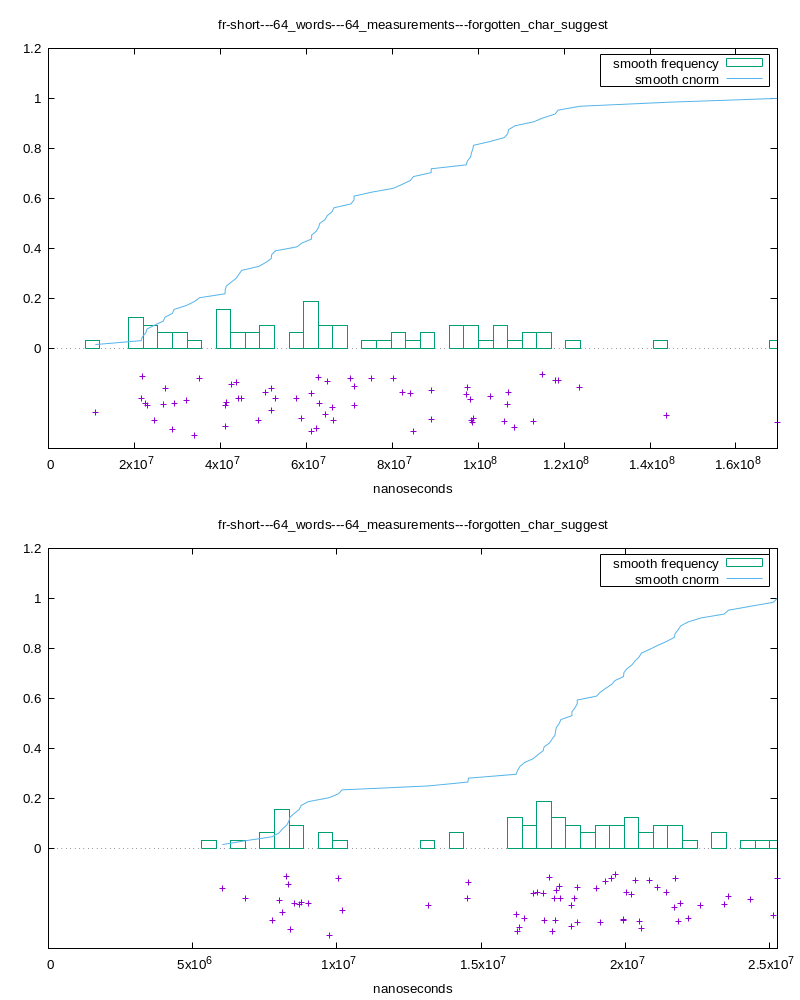 fr-short---64_words---64_measurements---forgotten_char_suggest
1.2
smooth frequency
smooth cnorm
1
0.8
0.6
0.4
0.2
0
0 2x10^7 4x10^7 6x10^7 8x10^7 1x10^8 1.2x10^8 1.4x10^8 1.6x10^8
nanoseconds
fr-short---64_words---64_measurements---forgotten_char_suggest
1.2
smooth frequency
smooth cnorm
1
0.8
0.6
0.4
0.2
0
0 5x10^6 1x10^7 1.5x10^7 2x10^7 2.5x10^7
nanoseconds